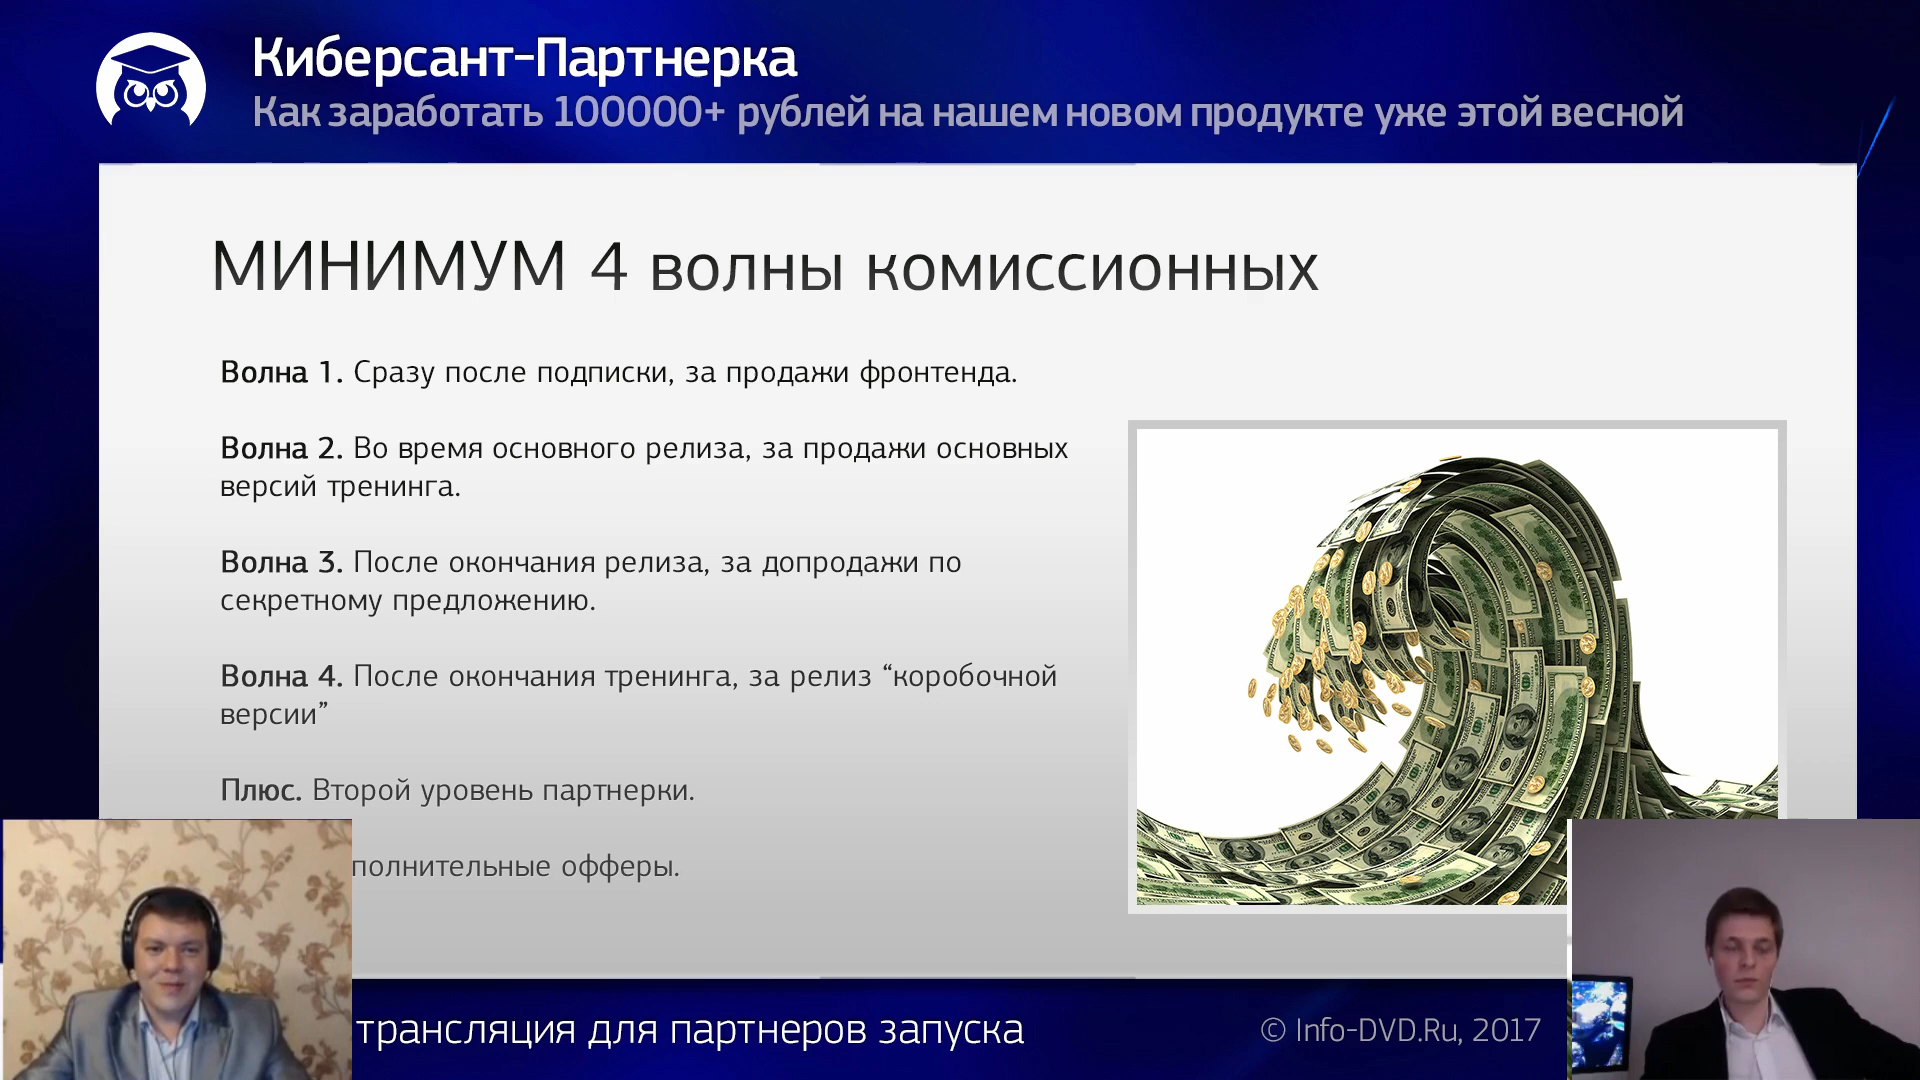 Киберсант-Партнерка
Как заработать 100000+ рублей на нашем новом продукте уже этой весной
МИНИМУМ 4 волны комиссионных
Волна 1. Сразу после подписки, за продажи фронтенда.
Волна 2. Во время основного релиза, за продажи основных
версий тренинга.
Волна 3. После окончания релиза, за допродажи по
секретному предложению.
Волна 4. После окончания тренинга, за релиз “коробочной
версии”
Плюс. Второй уровень партнерки.
полнительные офферы.
трансляция для партнеров запуска
© Info-DVD.Ru, 2017